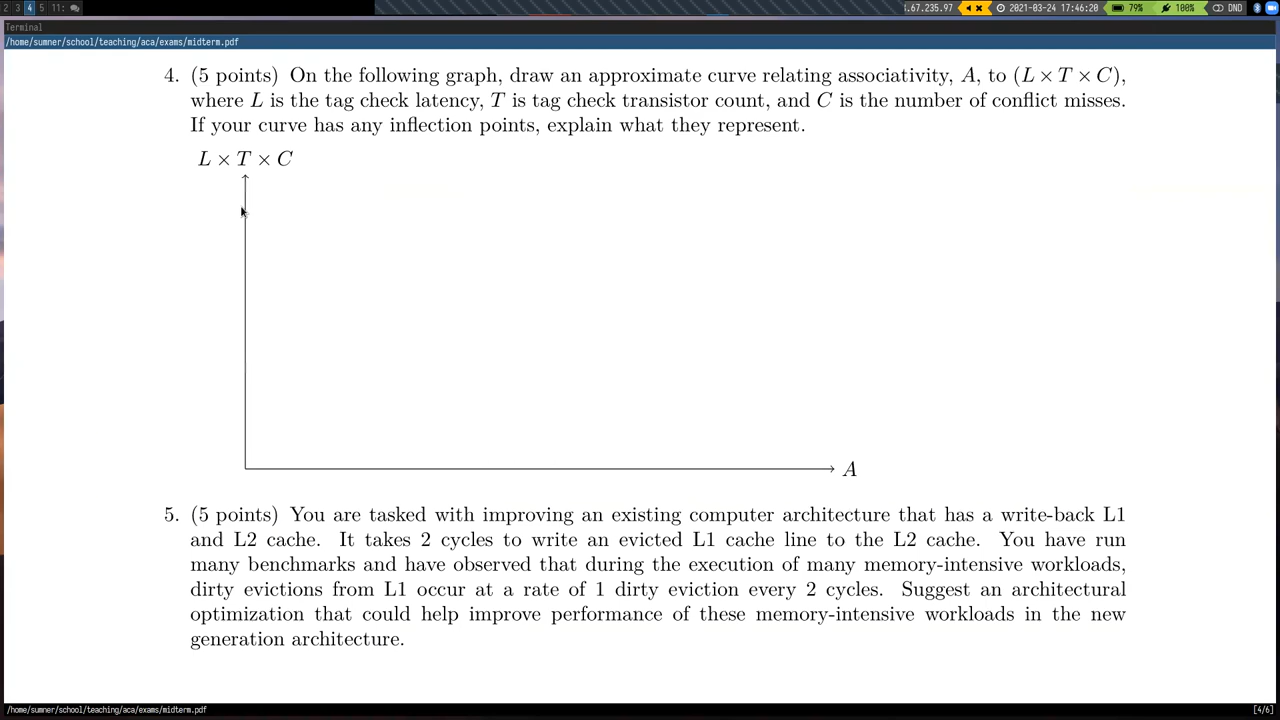 2 3 4 5 11:
.67.235.97 2021-03-24 17:46:20 79% 100% DND
Terminal
/home/sumner/school/teaching/aca/exams/midterm.pdf
4. (5 points) On the following graph, draw an approximate curve relating associativity, A, to (L × T × C),
where L is the tag check latency, T is tag check transistor count, and C is the number of conflict misses.
If your curve has any inflection points, explain what they represent.
L × T × C
A
5. (5 points) You are tasked with improving an existing computer architecture that has a write-back L1
and L2 cache. It takes 2 cycles to write an evicted L1 cache line to the L2 cache. You have run
many benchmarks and have observed that during the execution of many memory-intensive workloads,
dirty evictions from L1 occur at a rate of 1 dirty eviction every 2 cycles. Suggest an architectural
optimization that could help improve performance of these memory-intensive workloads in the new
generation architecture.
/home/sumner/school/teaching/aca/exams/midterm.pdf [4/6]